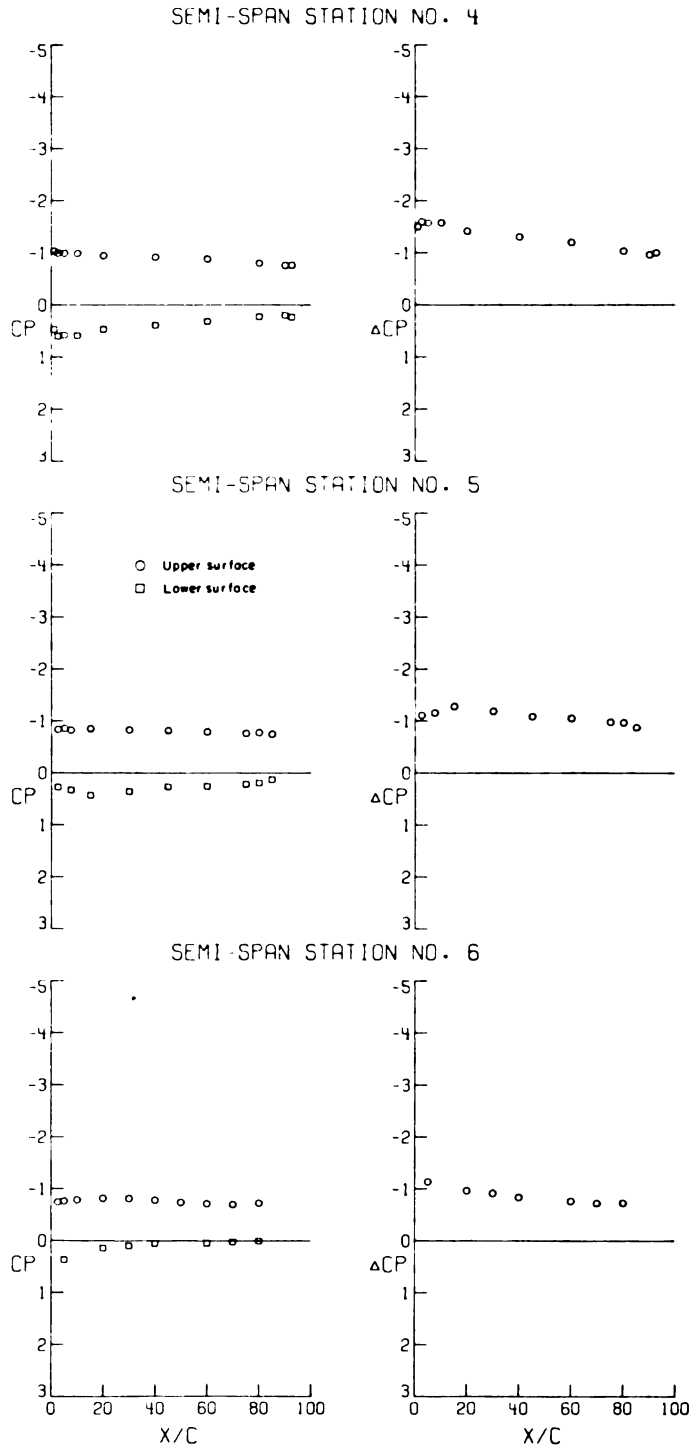 SEMI-SPAN STATION NO. 4
-5 -5
-4 -4
-3 -3
-2 -2
-1 -1
0 0
CP ΔCP
1 1
2 2
3 3
SEMI-SPAN STATION NO. 5
-5 -5
Upper surface
Lower surface
-4 -4
-3 -3
-2 -2
-1 -1
0 0
CP ΔCP
1 1
2 2
3 3
SEMI-SPAN STATION NO. 6
-5 -5
-4 -4
-3 -3
-2 -2
-1 -1
0 0
CP ΔCP
1 1
2 2
3 3
0 20 40 60 80 100 0 20 40 60 80 100
X/C X/C